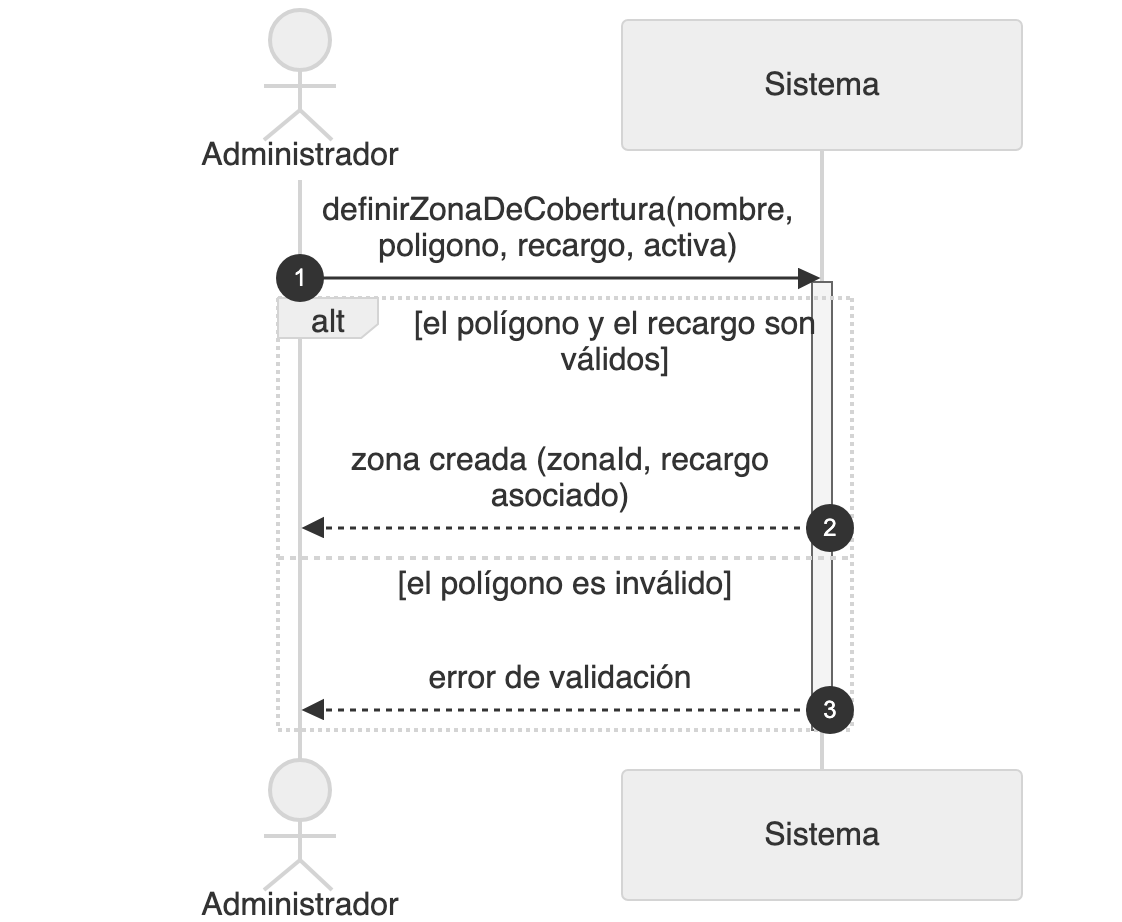 Administrador
Sistema
definirZonaDeCobertura(nombre,
poligono, recargo, activa)
1
alt
[el polígono y el recargo son
válidos]
zona creada (zonaId, recargo
asociado)
2
[el polígono es inválido]
error de validación
3
Administrador
Sistema